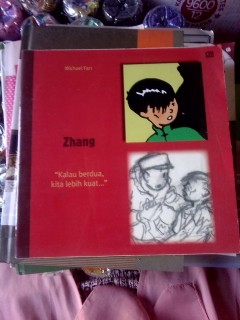 Michael Farr
Zhang
"Kalau berdua,
kita lebih kuat..."